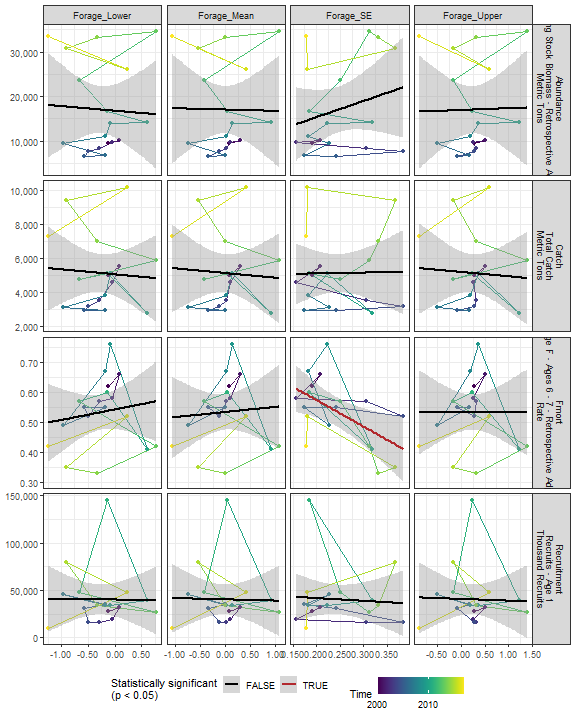 Forage_Lower
Forage_Mean
Forage_SE
Forage_Upper
30,000
20,000
10,000
Abundance
Stock Biomass - Retrospective
Metric Tons
10,000
8,000
6,000
4,000
2,000
Catch
Total Catch
Metric Tons
0.70
0.60
0.50
0.40
0.30
Fmort
F - Ages 6 - 7 - Retrospective
Rate
150,000
100,000
50,000
0
Recruitment
Recruits - Age 1
Thousand Recruits
-1.00 -0.50 0.00 0.50
-1.00 -0.50 0.00 0.50 1.00
0.150 0.200 0.250 0.300 0.350
-0.50 0.00 0.50 1.00 1.50
Statistically significant
(p < 0.05)
FALSE
TRUE
Time
2000 2010